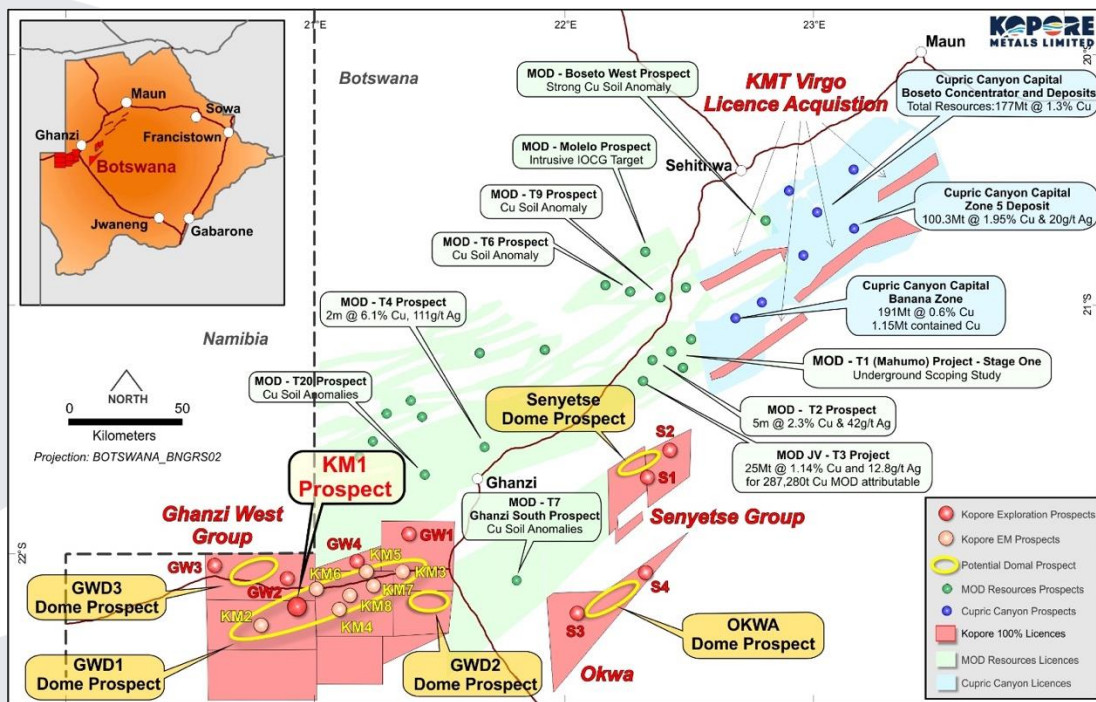 21°E
22°E
23°E
KOPORE
METALS LIMITED
Maun
20°S
Botswana
MOD - Boseto West Prospect
Strong Cu Soil Anomaly
KMT Virgo
Licence Acquistion
Cupric Canyon Capital
Boseto Concentrator and Deposits
Total Resources:177Mt @ 1.3% Cu
Maun
Sowa
Ghanzi
Francistown
Botswana
Jwaneng
Gabarone
MOD - Molelo Prospect
Intrusive IOCG Target
Sehithwa
MOD - T9 Prospect
Cu Soil Anomaly
Cupric Canyon Capital
Zone 5 Deposit
100.3Mt @ 1.95% Cu & 20g/t Ag
MOD - T6 Prospect
Cu Soil Anomaly
MOD - T4 Prospect
2m @ 6.1% Cu, 111g/t Ag
Cupric Canyon Capital
Banana Zone
191Mt @ 0.6% Cu
1.15Mt contained Cu
21°S
Namibia
MOD - T20 Prospect
Cu Soil Anomalies
MOD - T1 (Mahumo) Project - Stage One
Underground Scoping Study
NORTH
0
50
Kilometers
Projection: BOTSWANA_BNGRS02
Senyetse
Dome Prospect
MOD - T2 Prospect
5m @ 2.3% Cu & 42g/t Ag
S2
S1
MOD JV - T3 Project
25Mt @ 1.14% Cu and 12.8g/t Ag
for 287,280t Cu MOD attributable
KM1
Prospect
Ghanzi
MOD - T7
Ghanzi South Prospect
Cu Soil Anomalies
Senyetse Group
Ghanzi West
Group
22°S
GW1
GW4
GW3
GW2
KM5
KM6
KM3
KM7
KM2
KM8
KM4
GWD3
Dome Prospect
GWD1
Dome Prospect
GWD2
Dome Prospect
S4
S3
Okwa
OKWA
Dome Prospect
LEGEND
Kopore Exploration Prospects
Kopore EM Prospects
Potential Domal Prospect
MOD Resources Prospects
Cupric Canyon Prospects
Kopore 100% Licences
MOD Resources Licences
Cupric Canyon Licences